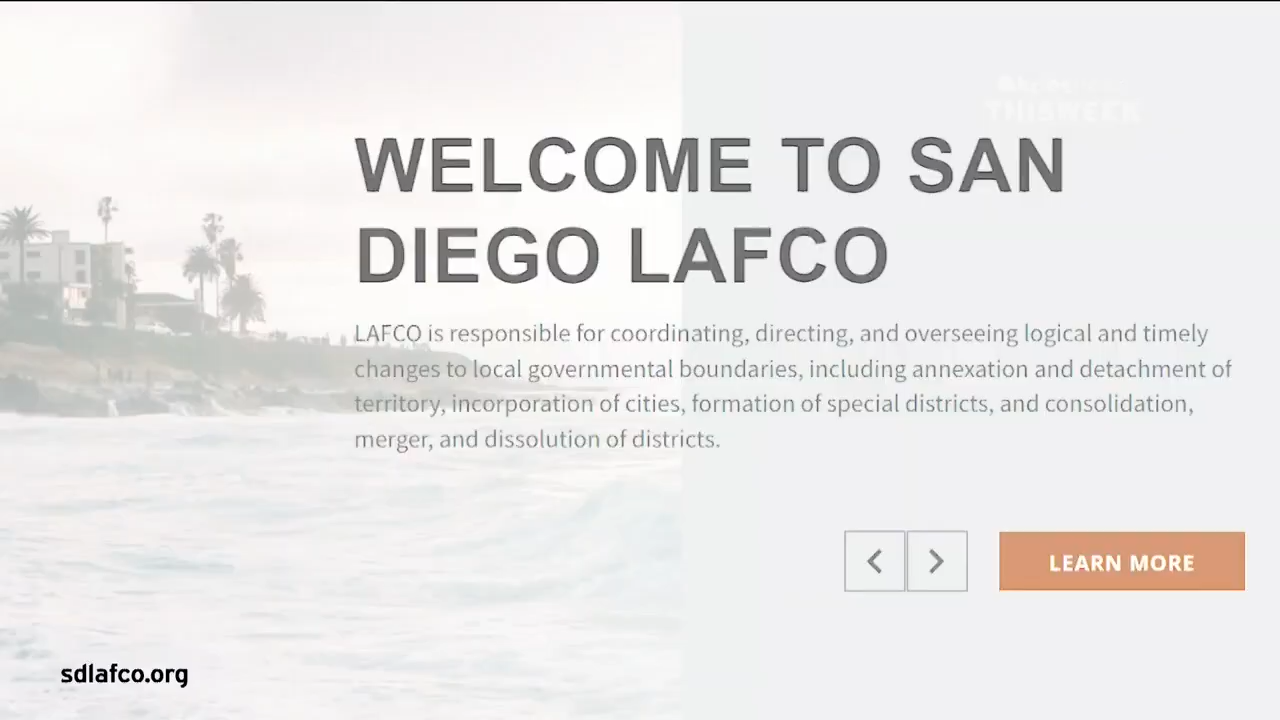 THISWEEK
WELCOME TO SAN
DIEGO LAFCO
LAFCO is responsible for coordinating, directing, and overseeing logical and timely
changes to local governmental boundaries, including annexation and detachment of
territory, incorporation of cities, formation of special districts, and consolidation,
merger, and dissolution of districts.
LEARN MORE
sdlafco.org